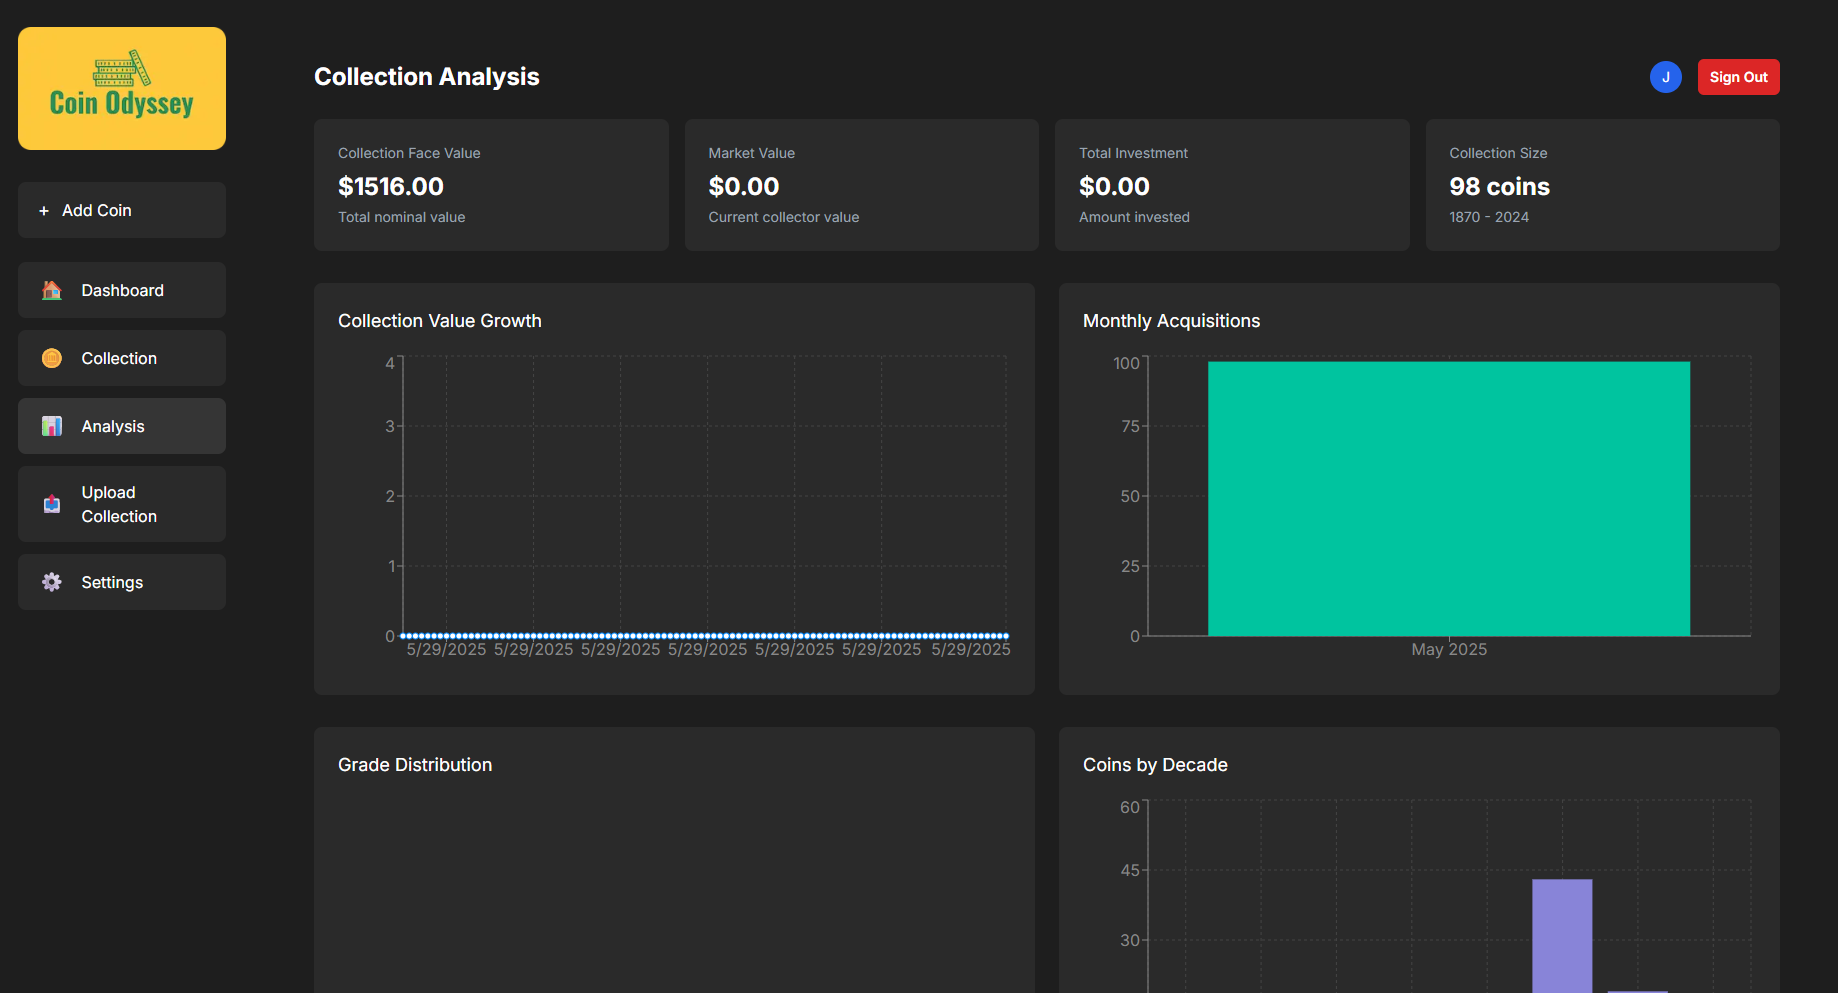 Coin Odyssey
+ Add Coin
Dashboard
Collection
Analysis
Upload
Collection
Settings
Collection Analysis
J
Sign Out
Collection Face Value
$1516.00
Total nominal value
Market Value
$0.00
Current collector value
Total Investment
$0.00
Amount invested
Collection Size
98 coins
1870 - 2024
Collection Value Growth
4
3
2
1
0
5/29/2025 5/29/2025 5/29/2025 5/29/2025 5/29/2025 5/29/2025 5/29/2025
Monthly Acquisitions
100
75
50
25
0
May 2025
Grade Distribution
Coins by Decade
60
45
30